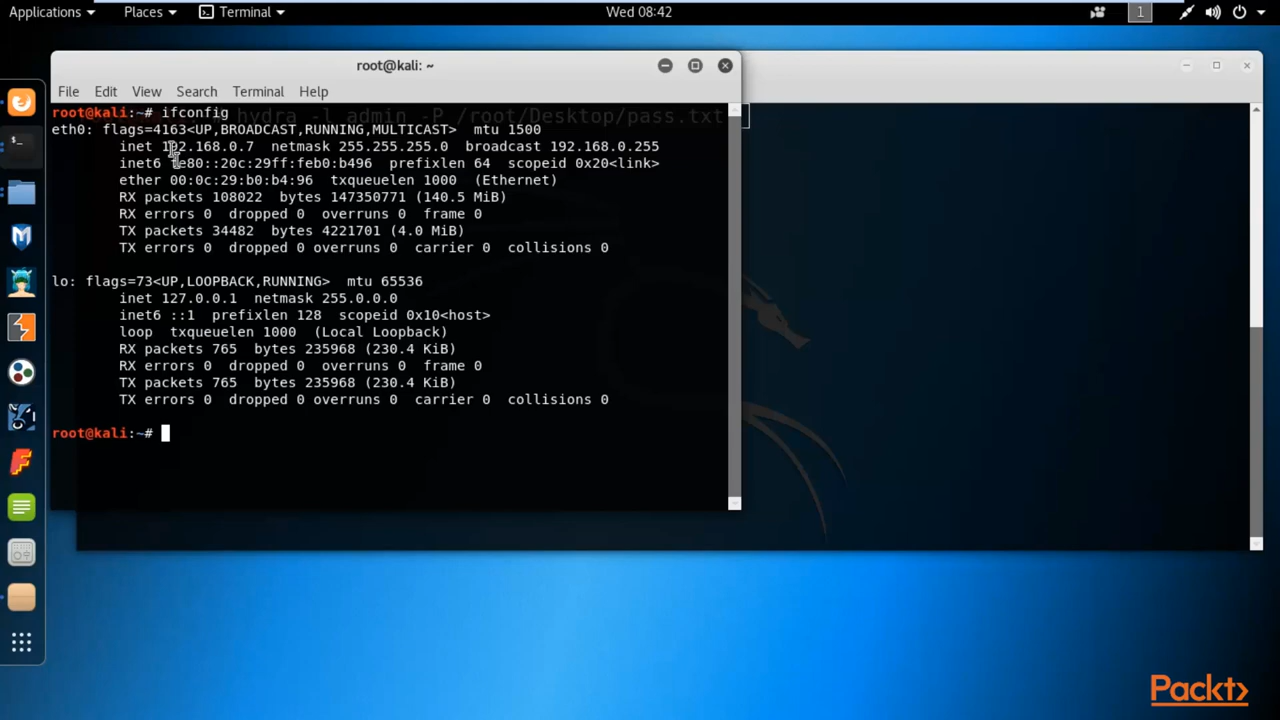 Applications Places Terminal Wed 08:42 1
root@kali: ~
File Edit View Search Terminal Help
root@kali:~# ifconfig
hydra -l admin -P /root/Desktop/pass.txt
eth0: flags=4163<UP,BROADCAST,RUNNING,MULTICAST> mtu 1500
inet 192.168.0.7 netmask 255.255.255.0 broadcast 192.168.0.255
inet6 fe80::20c:29ff:feb0:b496 prefixlen 64 scopeid 0x20<link>
ether 00:0c:29:b0:b4:96 txqueuelen 1000 (Ethernet)
RX packets 108022 bytes 147350771 (140.5 MiB)
RX errors 0 dropped 0 overruns 0 frame 0
TX packets 34482 bytes 4221701 (4.0 MiB)
TX errors 0 dropped 0 overruns 0 carrier 0 collisions 0
lo: flags=73<UP,LOOPBACK,RUNNING> mtu 65536
inet 127.0.0.1 netmask 255.0.0.0
inet6 ::1 prefixlen 128 scopeid 0x10<host>
loop txqueuelen 1000 (Local Loopback)
RX packets 765 bytes 235968 (230.4 KiB)
RX errors 0 dropped 0 overruns 0 frame 0
TX packets 765 bytes 235968 (230.4 KiB)
TX errors 0 dropped 0 overruns 0 carrier 0 collisions 0
root@kali:~#
Packt>